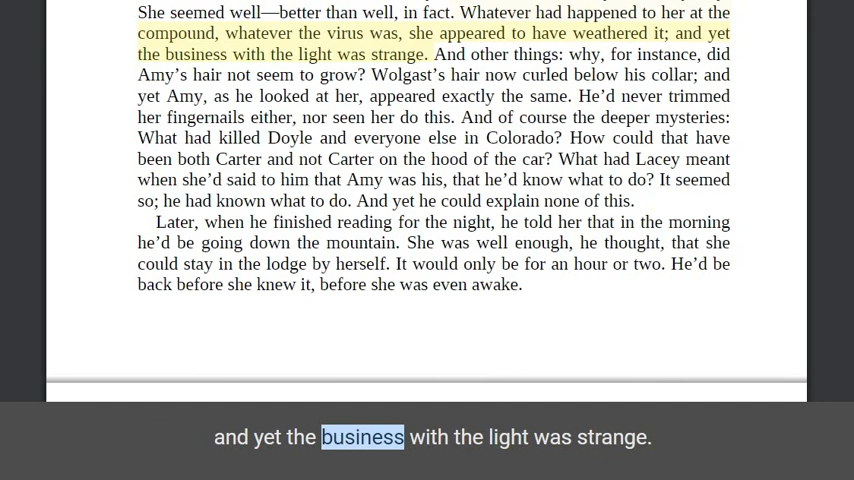 She seemed well—better than well, in fact. Whatever had happened to her at the
compound, whatever the virus was, she appeared to have weathered it; and yet
the business with the light was strange. And other things: why, for instance, did
Amy’s hair not seem to grow? Wolgast’s hair now curled below his collar; and
yet Amy, as he looked at her, appeared exactly the same. He’d never trimmed
her fingernails either, nor seen her do this. And of course the deeper mysteries:
What had killed Doyle and everyone else in Colorado? How could that have
been both Carter and not Carter on the hood of the car? What had Lacey meant
when she’d said to him that Amy was his, that he’d know what to do? It seemed
so; he had known what to do. And yet he could explain none of this.
Later, when he finished reading for the night, he told her that in the morning
he’d be going down the mountain. She was well enough, he thought, that she
could stay in the lodge by herself. It would only be for an hour or two. He’d be
back before she knew it, before she was even awake.
and yet the business with the light was strange.